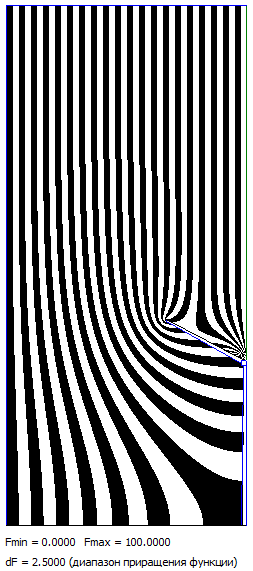 Fmin = 0.0000 Fmax = 100.0000
dF = 2.5000 (диапазон приращения функции)